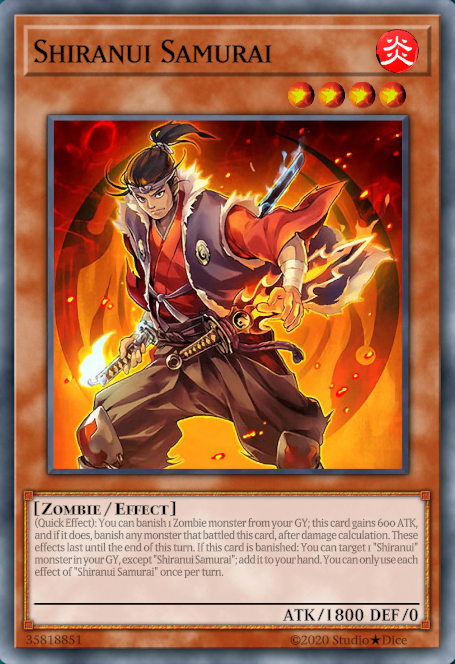 Shiranui Samurai
炎
[Zombie / Effect]
(Quick Effect): You can banish 1 Zombie monster from your GY; this card gains 600 ATK,
and if it does, banish any monster that battled this card, after damage calculation. These
effects last until the end of this turn. If this card is banished: You can target 1 "Shiranui"
monster in your GY, except "Shiranui Samurai"; add it to your hand. You can only use each
effect of "Shiranui Samurai" once per turn.
ATK/1800 DEF/0
35818851 ©2020 Studio★Dice